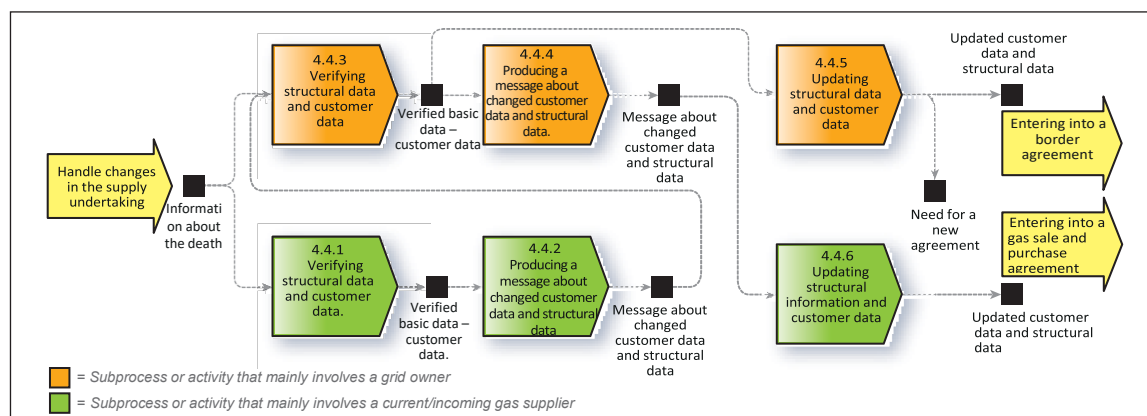 Handle changes
in the supply
undertaking
Informati
on about
the death
4.4.3
Verifying
structural data
and customer
data
Verified basic
data –
customer data
4.4.4
Producing a
message about
changed customer
data and structural
data.
Message about
changed
customer data
and structural
data
4.4.5
Updating
structural data
and customer
data
Updated customer
data and
structural data
Entering into a
border
agreement
Need for a
new
agreement
Entering into a
gas sale and
purchase
agreement
4.4.1
Verifying
structural data
and customer
data.
Verified
basic data –
customer
data.
4.4.2
Producing a
message about
changed customer
data and structural
data
Message about
changed
customer data
and structural
data
4.4.6
Updating
structural
information and
customer data
Updated customer
data and structural
data
= Subprocess or activity that mainly involves a grid owner
= Subprocess or activity that mainly involves a current/incoming gas supplier